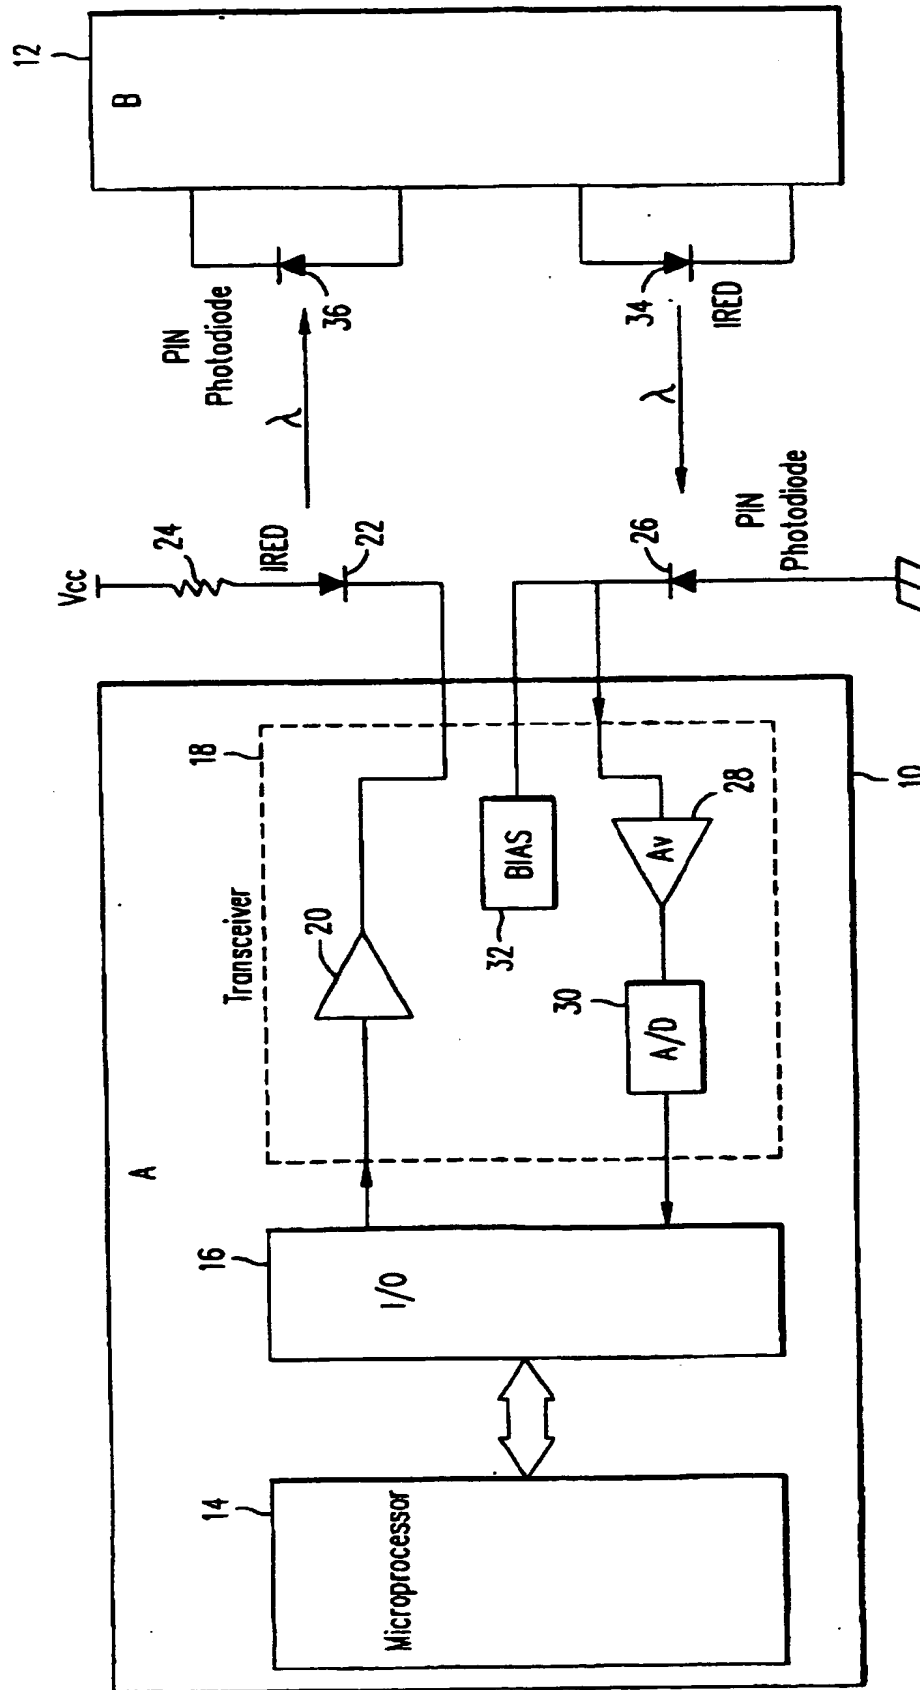 12
B
PIN
Photodiode
36
λ
34
IRED
λ
Vcc
24
IRED
22
26
PIN
Photodiode
A
10
Transceiver
18
20
BIAS
32
Av
28
30
A/D
16
I/O
14
Microprocessor